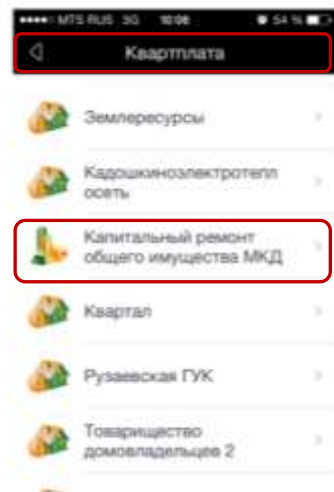 MTS RUS 3G 10:06 54 %
Квартплата
Землересурсы
Кадошкиноэлектротепл
осеть
Капитальный ремонт
общего имущества МКД
Квартал
Рузаевская ГУК
Товарищество
домовладельцев 2